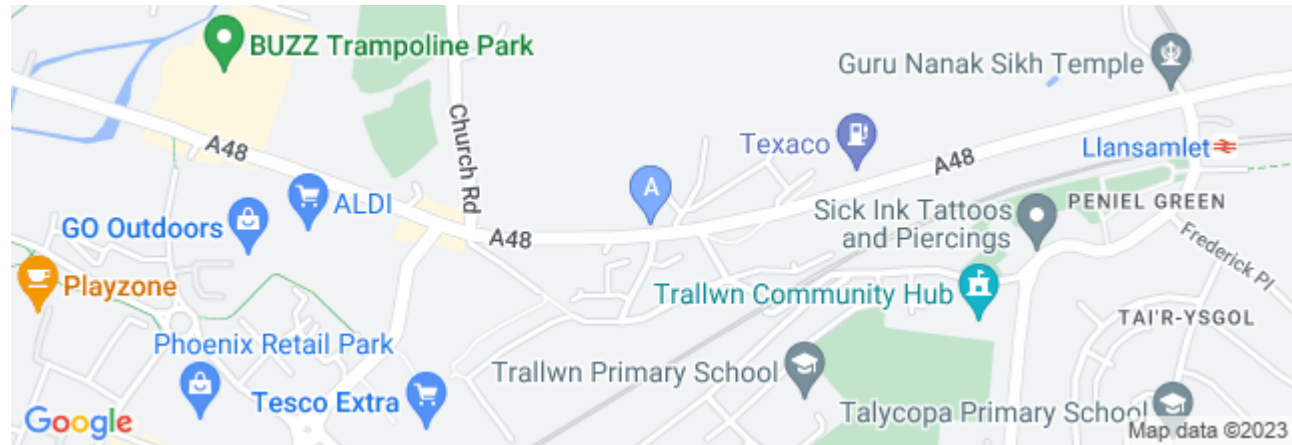 BUZZ Trampoline Park
Guru Nanak Sikh Temple
Church Rd
A48
Texaco
A48
Llansamlet
ALDI
PENIEL GREEN
GO Outdoors
A48
Sick Ink Tattoos
and Piercings
Frederick Pl
Playzone
Trallwn Community Hub
TAI'R-YSGOL
Phoenix Retail Park
Trallwn Primary School
Tesco Extra
Talycopa Primary School
Google
Map data ©2023
A